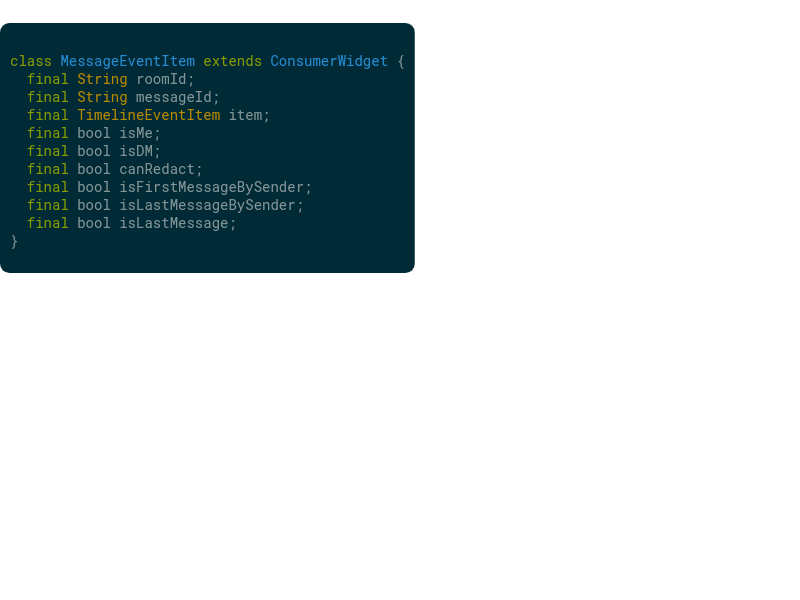 class MessageEventItem extends ConsumerWidget {
  final String roomId;
  final String messageId;
  final TimelineEventItem item;
  final bool isMe;
  final bool isDM;
  final bool canRedact;
  final bool isFirstMessageBySender;
  final bool isLastMessageBySender;
  final bool isLastMessage;
}